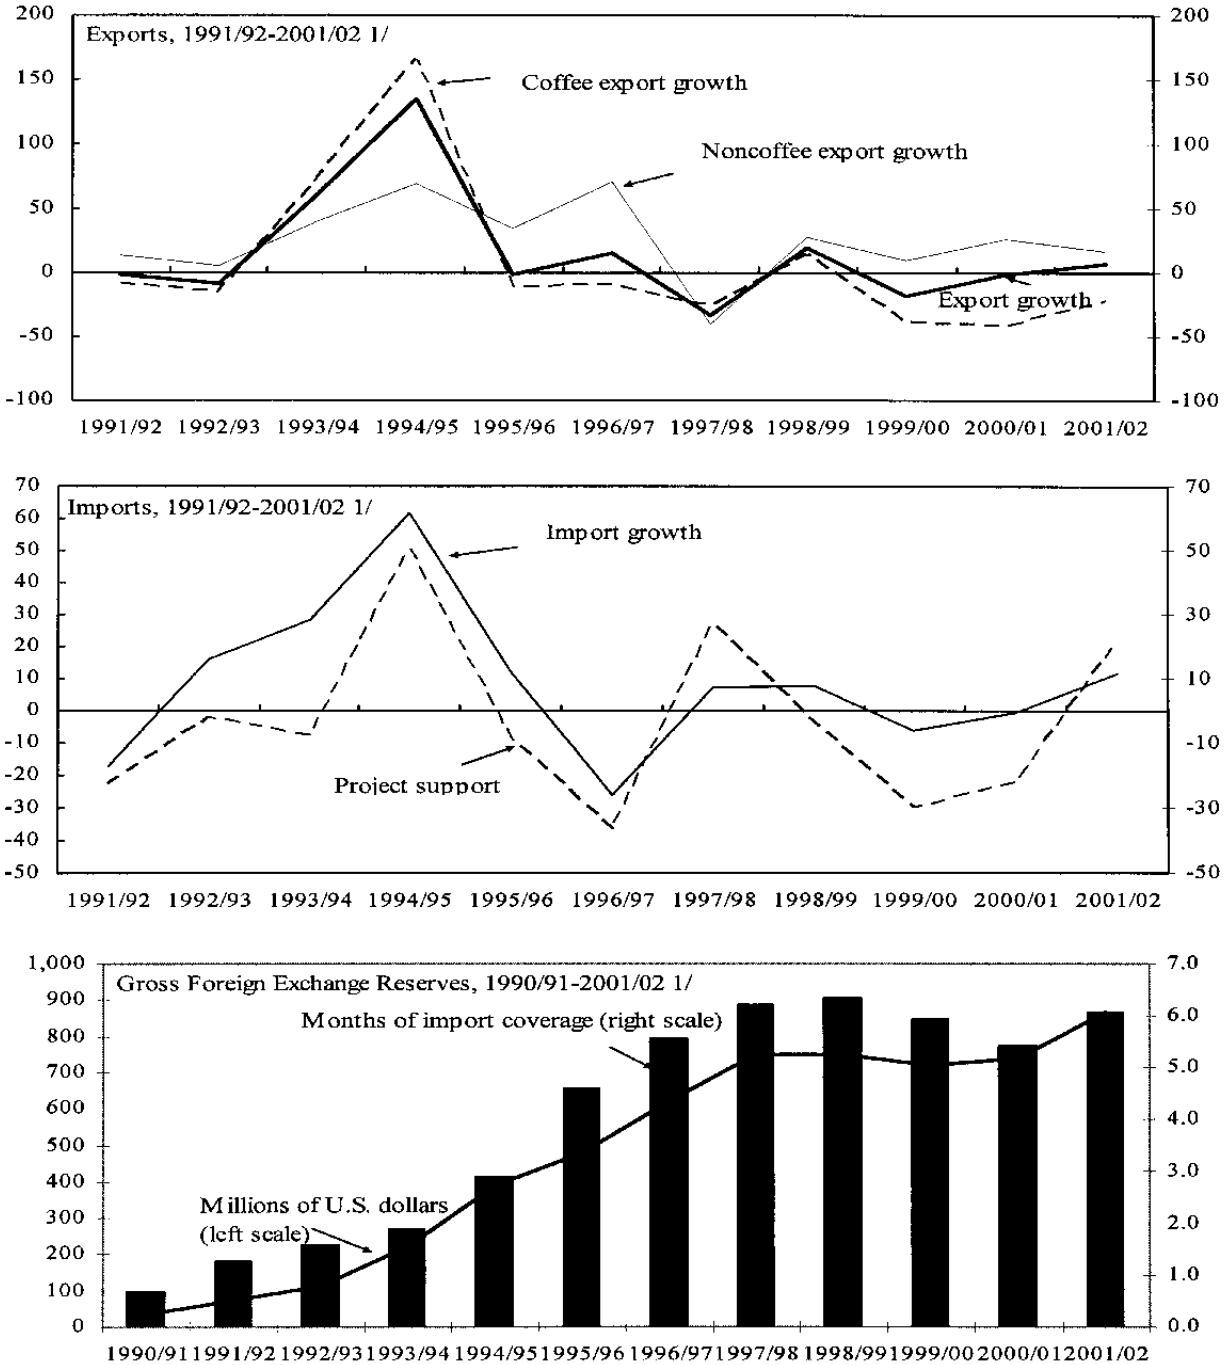 200 200
Exports, 1991/92-2001/02 1/
150 150
Coffee export growth
100 100
Noncoffee export growth
50 50
0 0
Export growth
-50 -50
-100 -100
1991/92 1992/93 1993/94 1994/95 1995/96 1996/97 1997/98 1998/99 1999/00 2000/01 2001/02
70 70
Imports, 1991/92-2001/02 1/
60
Import growth
50 50
40
30 30
20
10 10
0
-10 -10
-20
Project support
-30 -30
-40
-50 -50
1991/92 1992/93 1993/94 1994/95 1995/96 1996/97 1997/98 1998/99 1999/00 2000/01 2001/02
1,000 7.0
Gross Foreign Exchange Reserves, 1990/91-2001/02 1/
900
Months of import coverage (right scale)
6.0
800
700 5.0
600
4.0
500
400 3.0
Millions of U.S. dollars
(left scale)
300
2.0
200
100 1.0
0 0.0
1990/91 1991/92 1992/93 1993/94 1994/95 1995/96 1996/97 1997/98 1998/99 1999/00 2000/01 2001/02